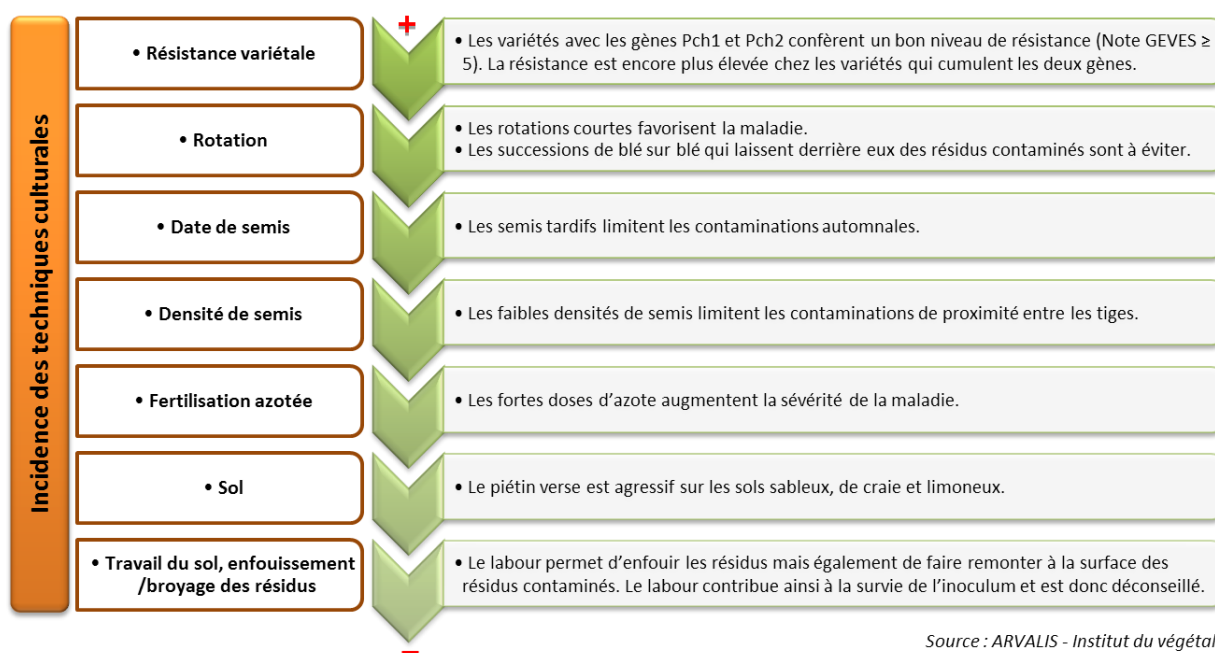 Incidence des techniques culturales
+
• Résistance variétale
• Les variétés avec les gènes Pch1 et Pch2 confèrent un bon niveau de résistance (Note GEVES ≥
5). La résistance est encore plus élevée chez les variétés qui cumulent les deux gènes.
• Rotation
• Les rotations courtes favorisent la maladie.
• Les successions de blé sur blé qui laissent derrière eux des résidus contaminés sont à éviter.
• Date de semis
• Les semis tardifs limitent les contaminations automnales.
• Densité de semis
• Les faibles densités de semis limitent les contaminations de proximité entre les tiges.
• Fertilisation azotée
• Les fortes doses d’azote augmentent la sévérité de la maladie.
• Sol
• Le piétin verse est agressif sur les sols sableux, de craie et limoneux.
• Travail du sol, enfouissement
/broyage des résidus
• Le labour permet d’enfouir les résidus mais également de faire remonter à la surface des
résidus contaminés. Le labour contribue ainsi à la survie de l’inoculum et est donc déconseillé.
–
Source : ARVALIS - Institut du végétal